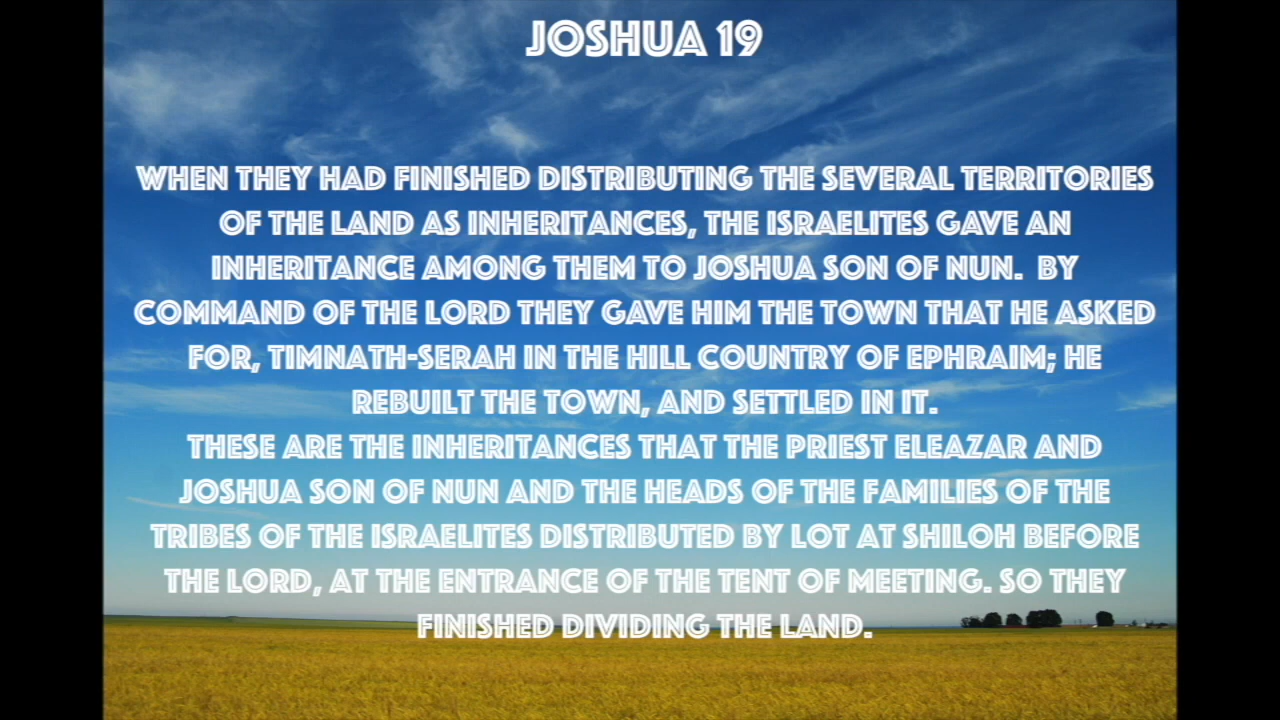 JOSHUA 19
WHEN THEY HAD FINISHED DISTRIBUTING THE SEVERAL TERRITORIES
OF THE LAND AS INHERITANCES, THE ISRAELITES GAVE AN
INHERITANCE AMONG THEM TO JOSHUA SON OF NUN.  BY
COMMAND OF THE LORD THEY GAVE HIM THE TOWN THAT HE ASKED
FOR, TIMNATH-SERAH IN THE HILL COUNTRY OF EPHRAIM; HE
REBUILT THE TOWN, AND SETTLED IN IT.
THESE ARE THE INHERITANCES THAT THE PRIEST ELEAZAR AND
JOSHUA SON OF NUN AND THE HEADS OF THE FAMILIES OF THE
TRIBES OF THE ISRAELITES DISTRIBUTED BY LOT AT SHILOH BEFORE
THE LORD, AT THE ENTRANCE OF THE TENT OF MEETING. SO THEY
FINISHED DIVIDING THE LAND.